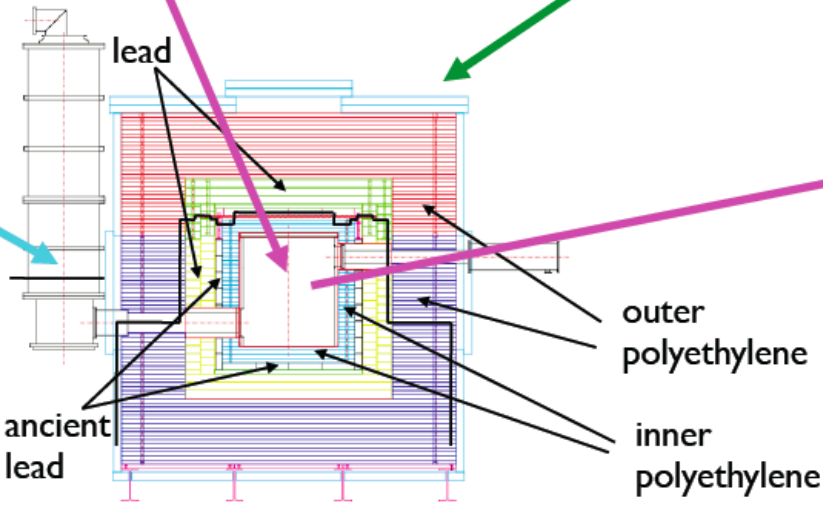 lead
outer
polyethylene
ancient
lead
inner
polyethylene